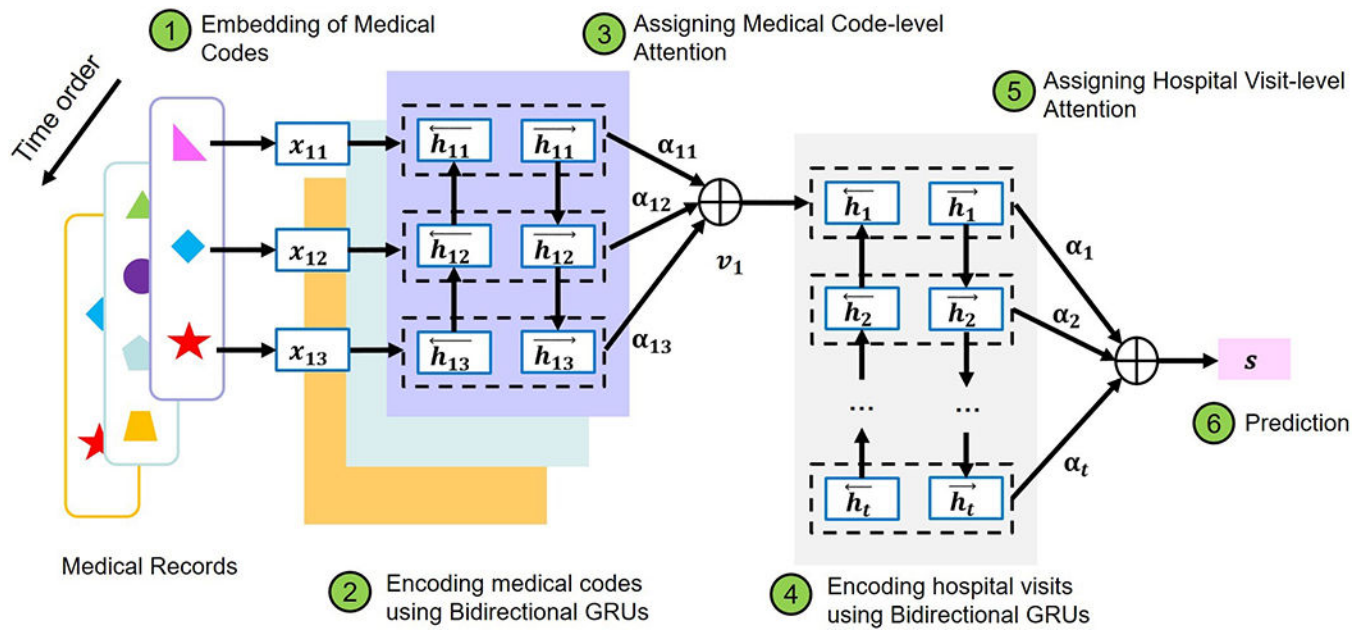 1 Embedding of Medical
Codes
3 Assigning Medical Code-level
Attention
5 Assigning Hospital Visit-level
Attention
Time order
x₁₁
x₁₂
x₁₃
←h₁₁ →h₁₁
←h₁₂ →h₁₂
←h₁₃ →h₁₃
α₁₁
α₁₂
α₁₃
v₁
←h₁ →h₁
←h₂ →h₂
... ...
←hₜ →hₜ
α₁
α₂
αₜ
s
6 Prediction
Medical Records
2 Encoding medical codes
using Bidirectional GRUs
4 Encoding hospital visits
using Bidirectional GRUs